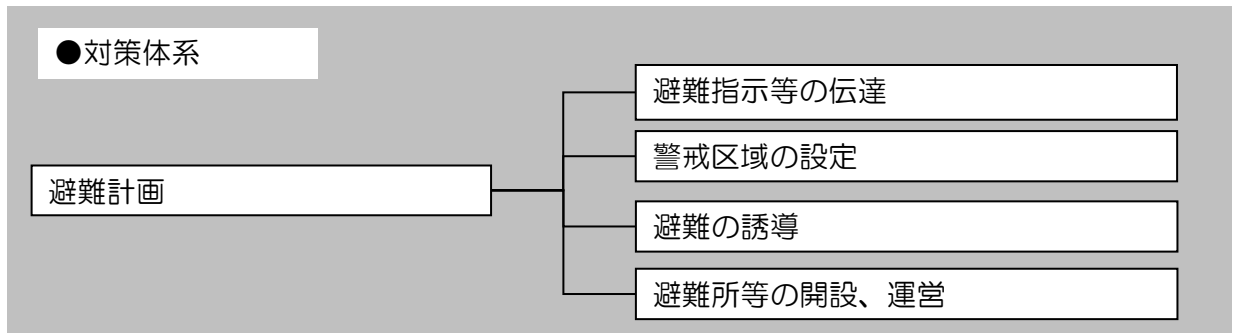 ●対策体系
避難計画
避難指示等の伝達
警戒区域の設定
避難の誘導
避難所等の開設、運営